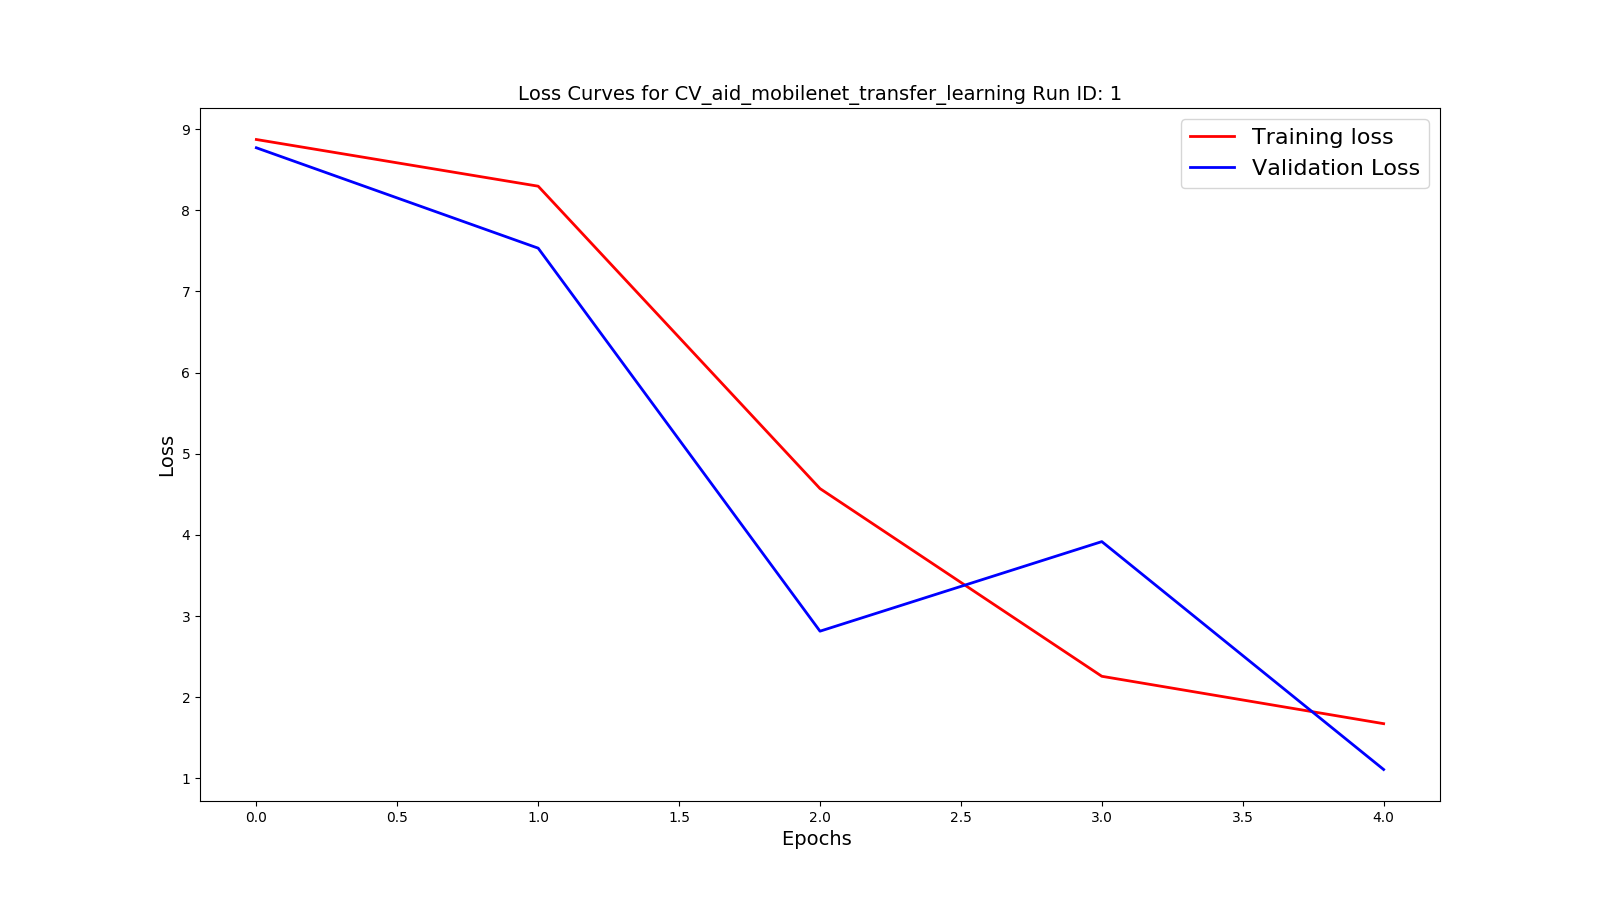 Loss Curves for CV_aid_mobilenet_transfer_learning Run ID: 1
Training loss
Validation Loss
9
8
7
6
5
4
3
2
1
Loss
0.0 0.5 1.0 1.5 2.0 2.5 3.0 3.5 4.0
Epochs